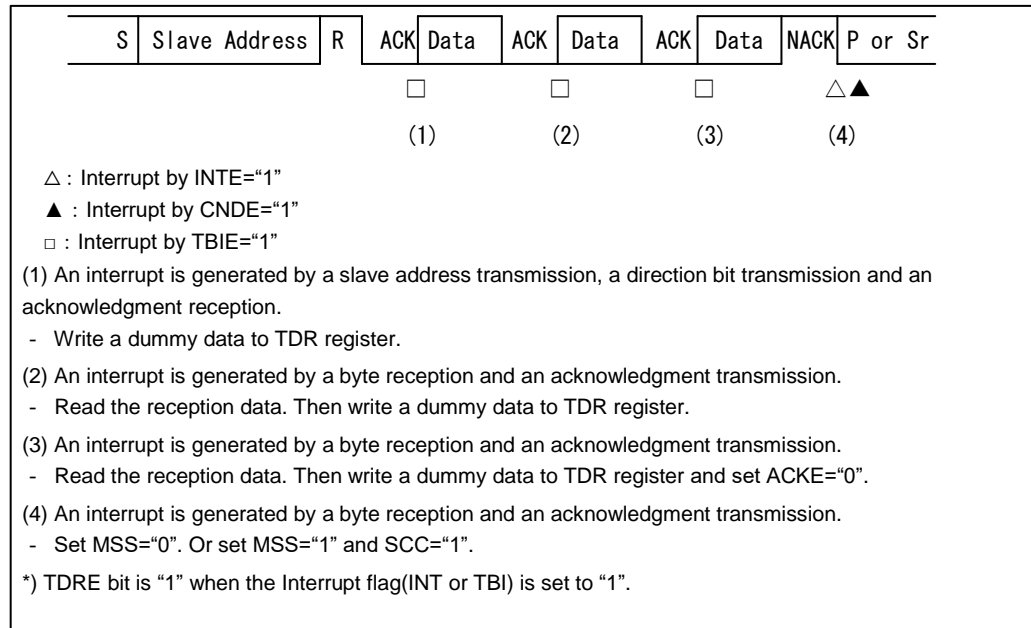 S Slave Address R ACK Data ACK Data ACK Data NACK P or Sr
□ □ □ △▲
(1) (2) (3) (4)
△ : Interrupt by INTE=“1”
▲ : Interrupt by CNDE=“1”
□ : Interrupt by TBIE=“1”
(1) An interrupt is generated by a slave address transmission, a direction bit transmission and an
acknowledgment reception.
- Write a dummy data to TDR register.
(2) An interrupt is generated by a byte reception and an acknowledgment transmission.
- Read the reception data. Then write a dummy data to TDR register.
(3) An interrupt is generated by a byte reception and an acknowledgment transmission.
- Read the reception data. Then write a dummy data to TDR register and set ACKE=“0”.
(4) An interrupt is generated by a byte reception and an acknowledgment transmission.
- Set MSS=“0”. Or set MSS=“1” and SCC=“1”.
*) TDRE bit is “1” when the Interrupt flag(INT or TBI) is set to “1”.